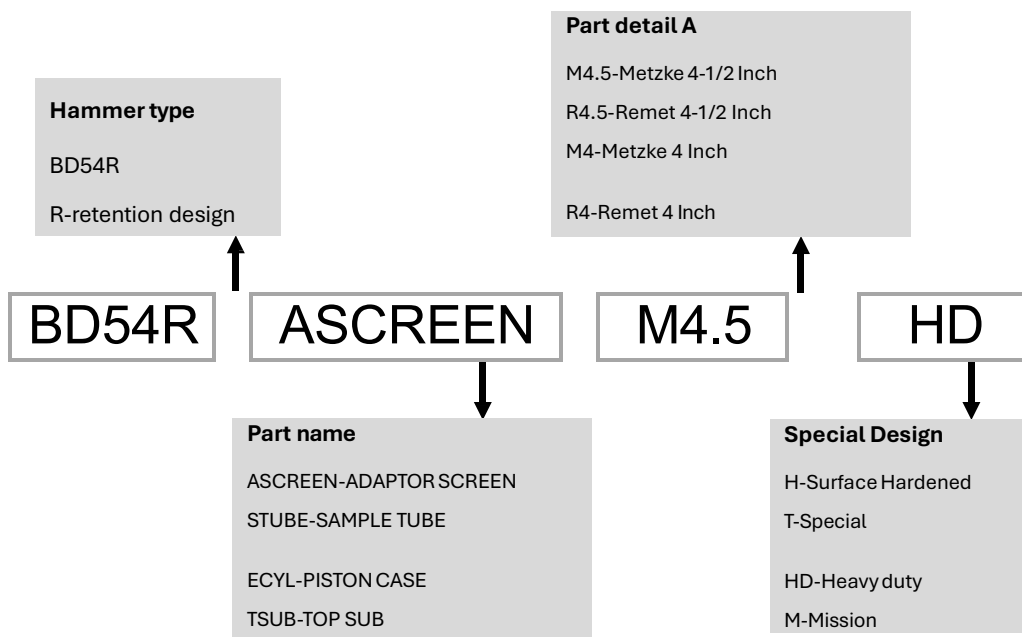 Part detail A
M4.5-Metzke 4-1/2 Inch
R4.5-Remet 4-1/2 Inch
M4-Metzke 4 Inch
R4-Remet 4 Inch
Hammer type
BD54R
R-retention design
BD54R ASCREEN M4.5 HD
Part name
ASCREEN-ADAPTOR SCREEN
STUBE-SAMPLE TUBE
ECYL-PISTON CASE
TSUB-TOP SUB
Special Design
H-Surface Hardened
T-Special
HD-Heavy duty
M-Mission